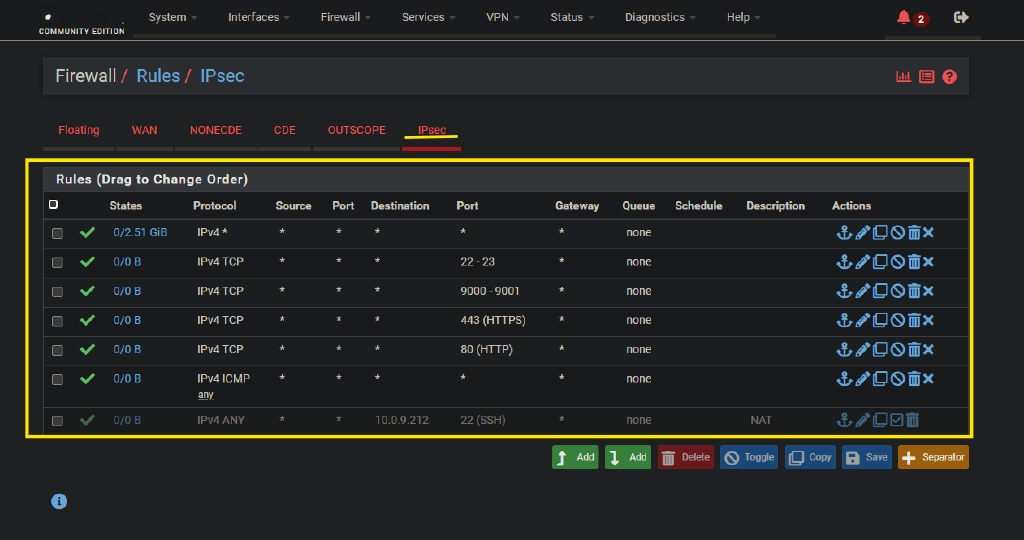 System Interfaces Firewall Services VPN Status Diagnostics Help 2
COMMUNITY EDITION
Firewall / Rules / IPsec
Floating WAN NONECDE CDE OUTSCOPE IPsec
Rules (Drag to Change Order)
States Protocol Source Port Destination Port Gateway Queue Schedule Description Actions
0/2.51 GiB IPv4 * * * * * * none
0/0 B IPv4 TCP * * * 22 - 23 * none
0/0 B IPv4 TCP * * * 9000 - 9001 * none
0/0 B IPv4 TCP * * * 443 (HTTPS) * none
0/0 B IPv4 TCP * * * 80 (HTTP) * none
0/0 B IPv4 ICMP * * * * * none
any
0/0 B IPv4 ANY * * 10.0.9.212 22 (SSH) * none NAT
Add Add Delete Toggle Copy Save Separator